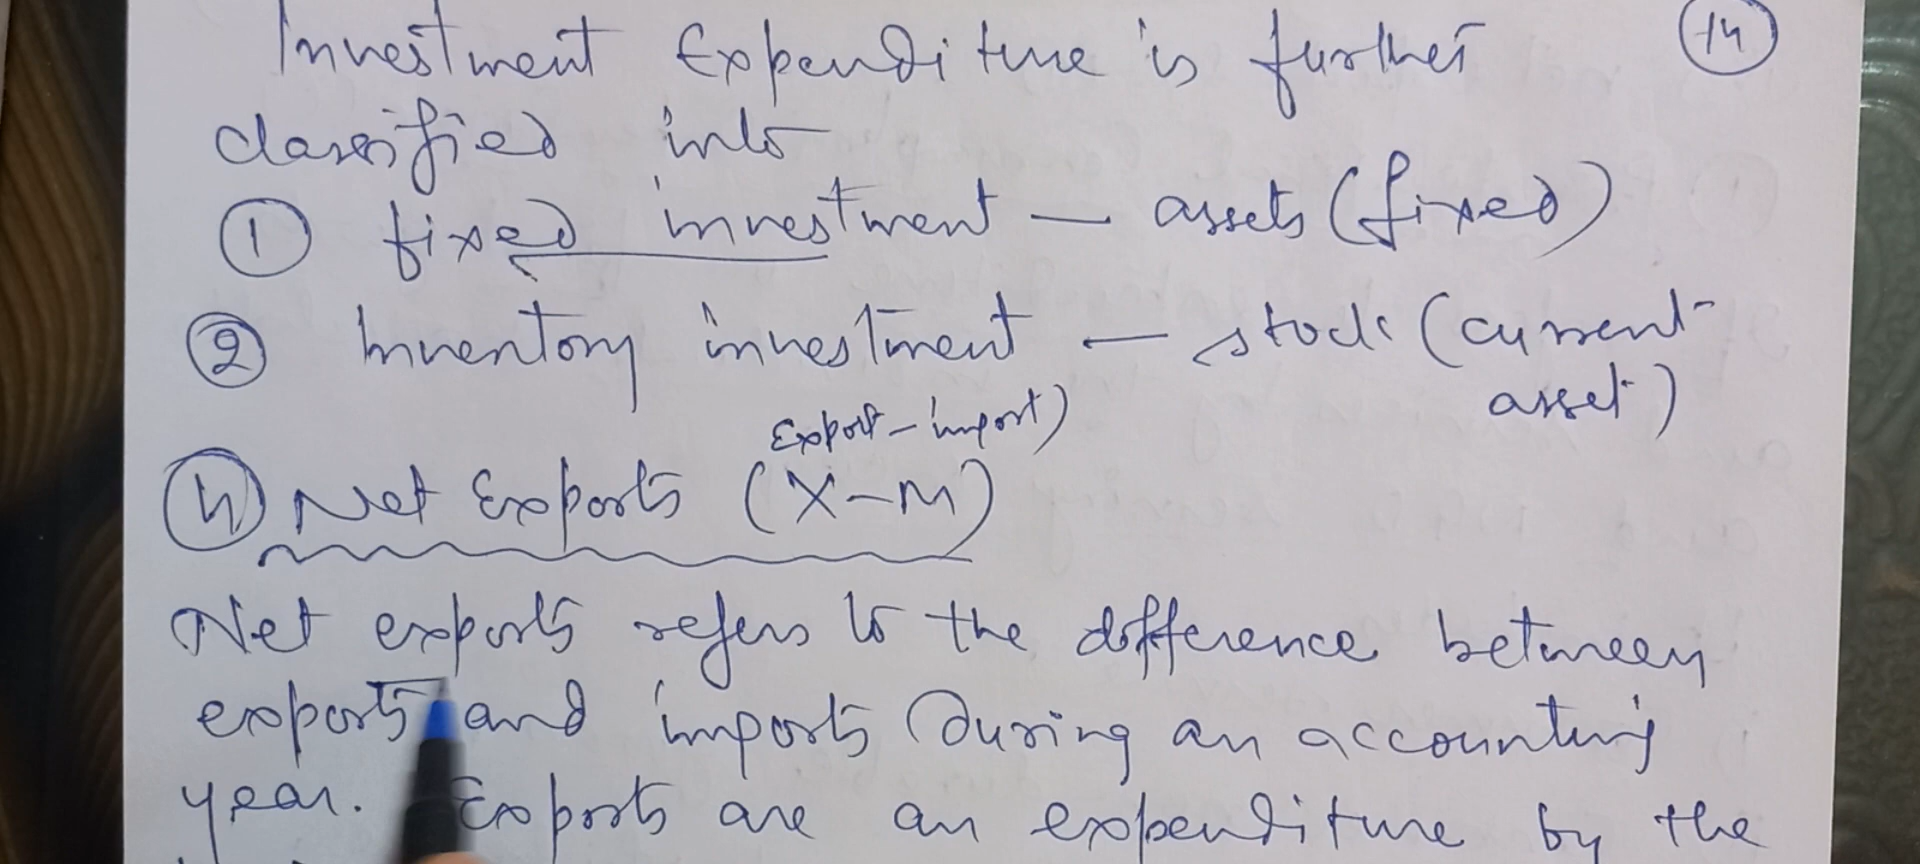 Investment Expenditure is further
14
classified into
1 fixed investment — assets (fixed)
2 Inventory investment — stock (current
asset)
Export - import)
4 Net Exports (X-M)
Net exports refers to the difference between
exports and imports during an accounting
year. Exports are an expenditure by the